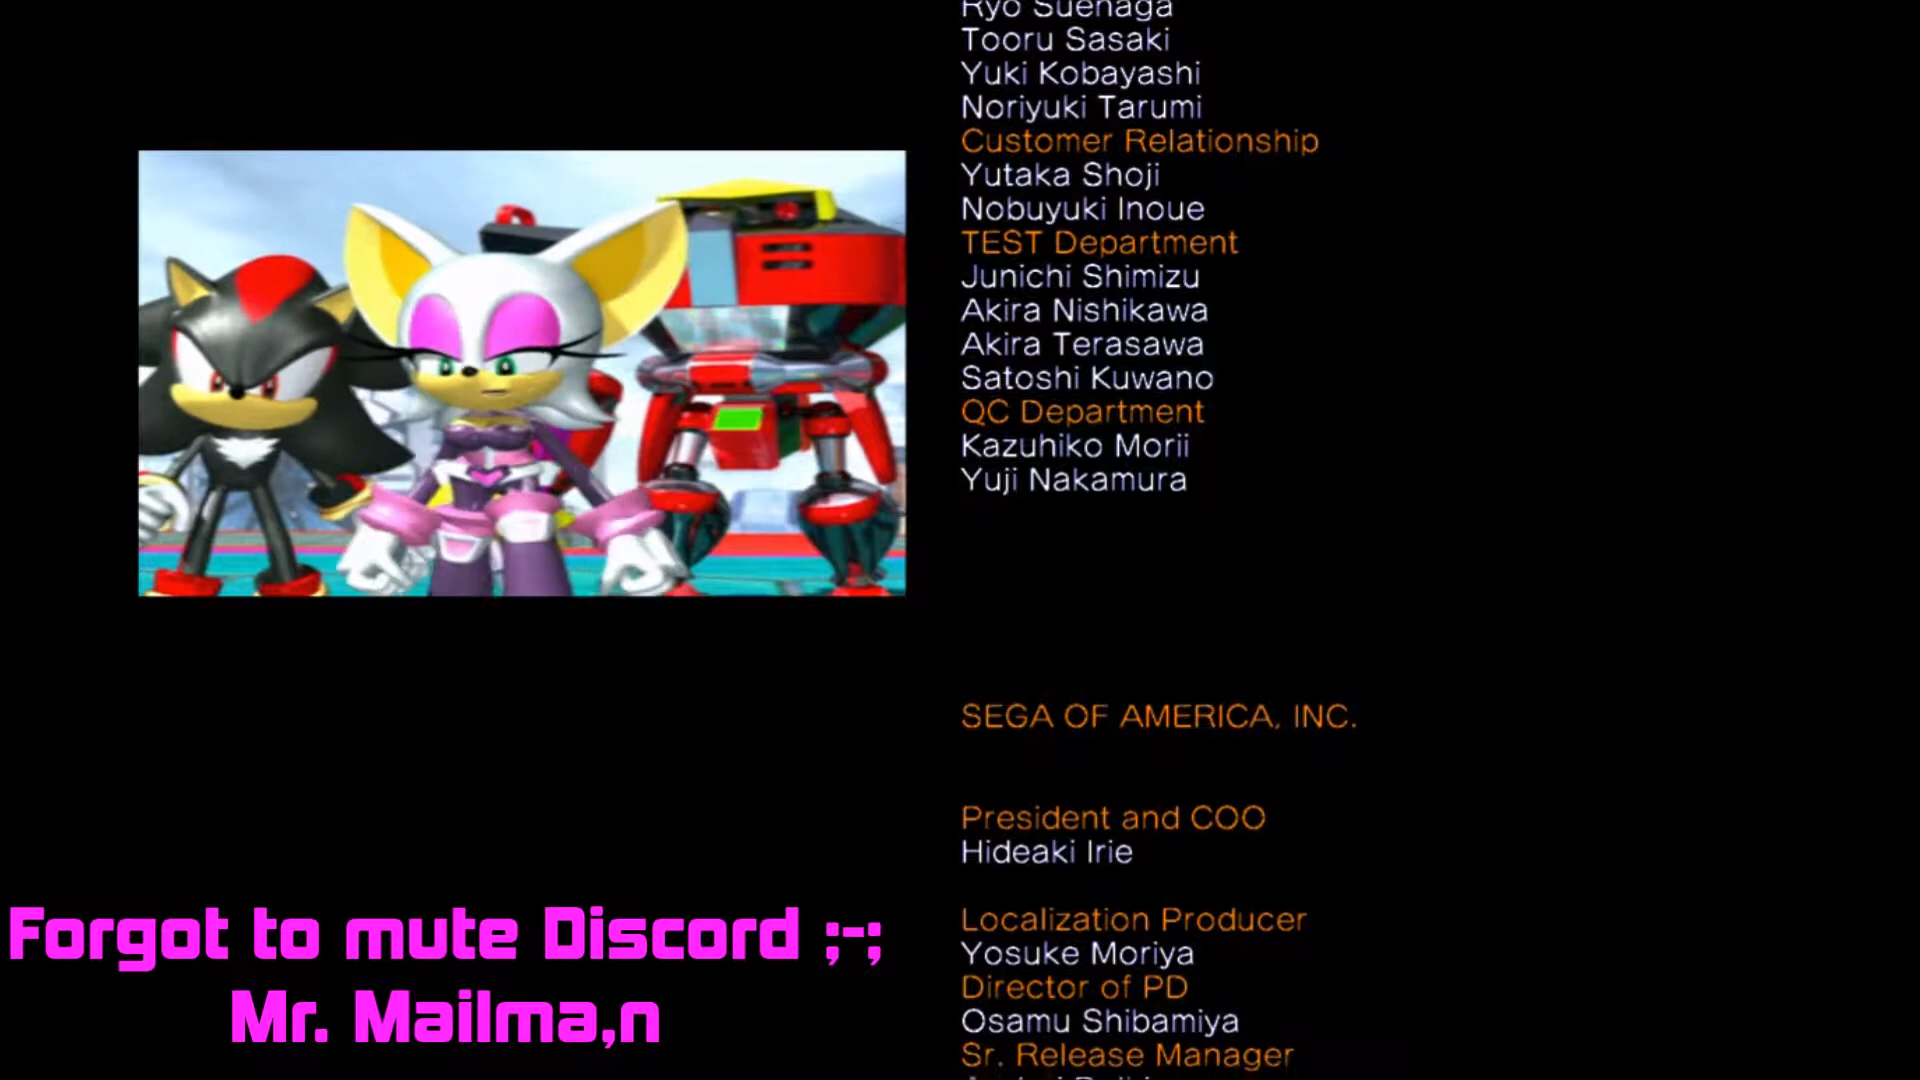 Ryo Suenaga
Tooru Sasaki
Yuki Kobayashi
Noriyuki Tarumi
Customer Relationship
Yutaka Shoji
Nobuyuki Inoue
TEST Department
Junichi Shimizu
Akira Nishikawa
Akira Terasawa
Satoshi Kuwano
QC Department
Kazuhiko Morii
Yuji Nakamura
SEGA OF AMERICA, INC.
President and COO
Hideaki Irie
Localization Producer
Yosuke Moriya
Director of PD
Osamu Shibamiya
Sr. Release Manager
Forgot to mute Discord ;-;
Mr. Mailma,n